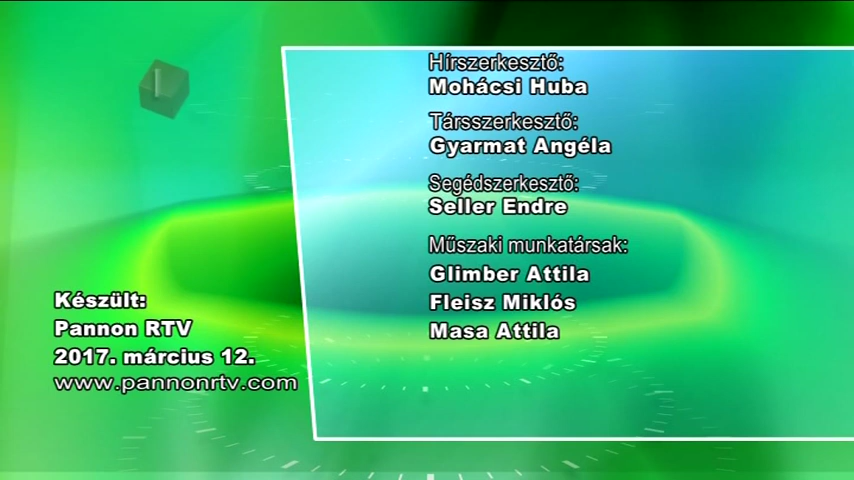 Hírszerkesztő:
Mohácsi Huba
Társszerkesztő:
Gyarmat Angéla
Segédszerkesztő:
Seller Endre
Műszaki munkatársak:
Glimber Attila
Fleisz Miklós
Masa Attila
Készült:
Pannon RTV
2017. március 12.
www.pannonrtv.com